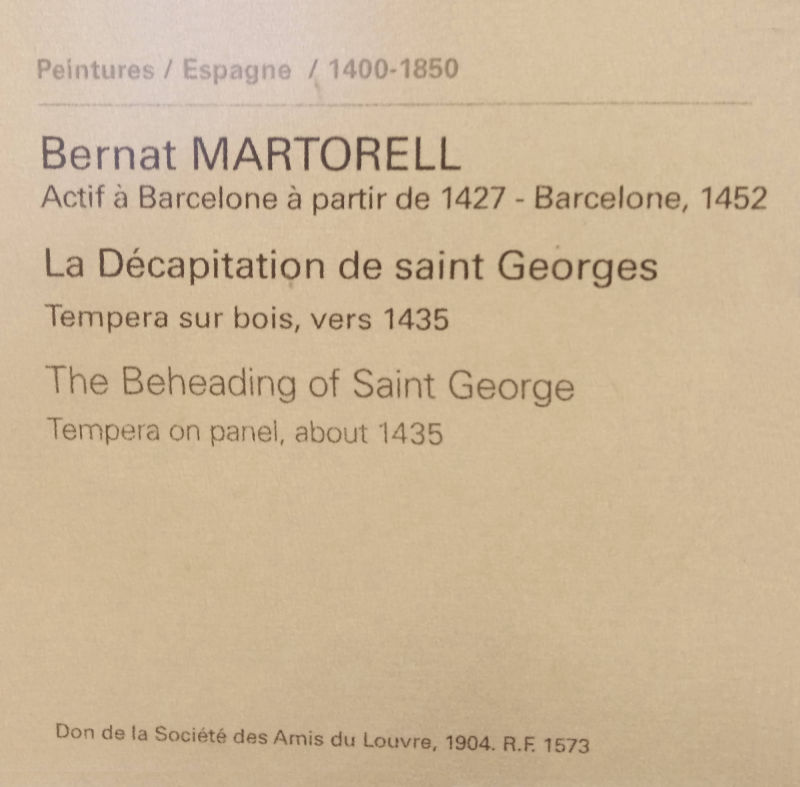 Peintures / Espagne / 1400-1850
Bernat MARTORELL
Actif à Barcelone à partir de 1427 - Barcelone, 1452
La Décapitation de saint Georges
Tempera sur bois, vers 1435
The Beheading of Saint George
Tempera on panel, about 1435
Don de la Société des Amis du Louvre, 1904. R.F. 1573